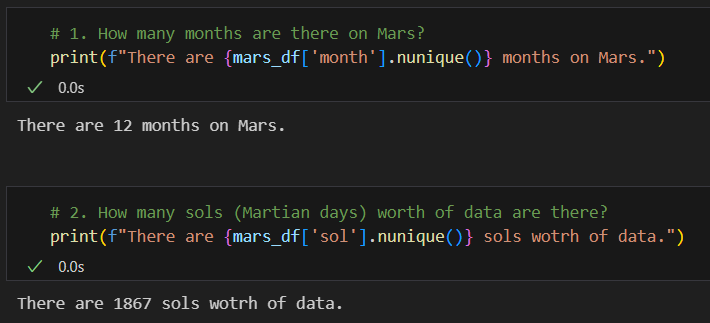 # 1. How many months are there on Mars?
print(f"There are {mars_df['month'].nunique()} months on Mars.")
0.0s
There are 12 months on Mars.
# 2. How many sols (Martian days) worth of data are there?
print(f"There are {mars_df['sol'].nunique()} sols wotrh of data.")
0.0s
There are 1867 sols wotrh of data.